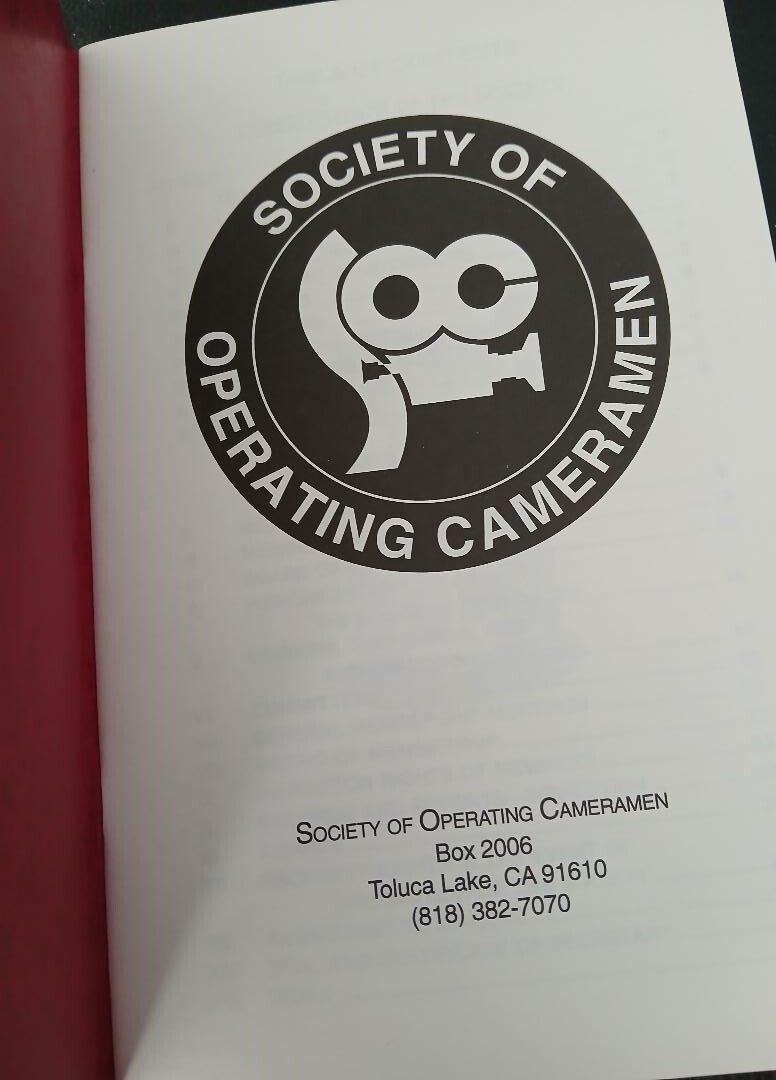 SOCIETY OF
OPERATING CAMERAMEN
SOCIETY OF OPERATING CAMERAMEN
Box 2006
Toluca Lake, CA 91610
(818) 382-7070